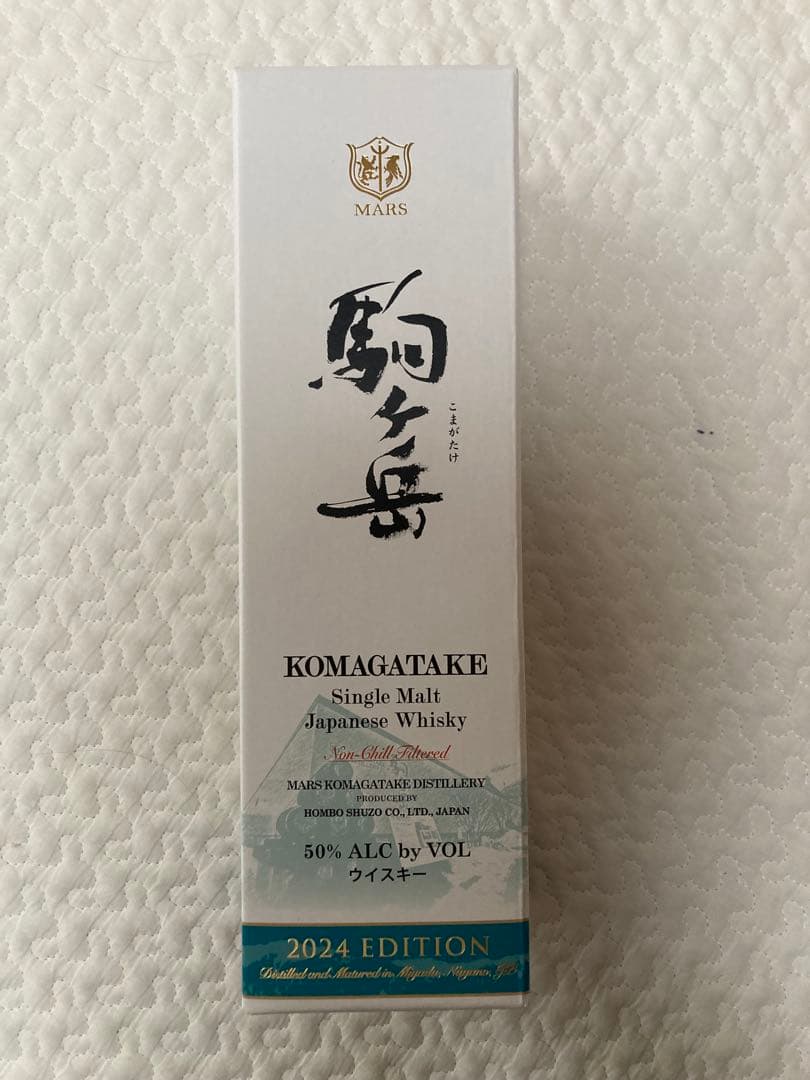 MARS
駒ヶ岳
こまがたけ
KOMAGATAKE
Single Malt
Japanese Whisky
Non-Chill Filtered
MARS KOMAGATAKE DISTILLERY
PRODUCED BY
HOMBO SHUZO CO., LTD., JAPAN
50% ALC by VOL
ウイスキー
2024 EDITION
Distilled and Matured in Miyada, Nagano,